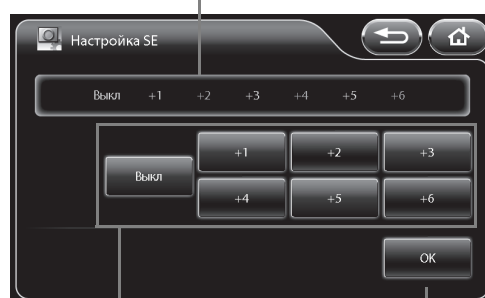 Настройка SE
Выкл +1 +2 +3 +4 +5 +6
Выкл
+1 +2 +3
+4 +5 +6
OK